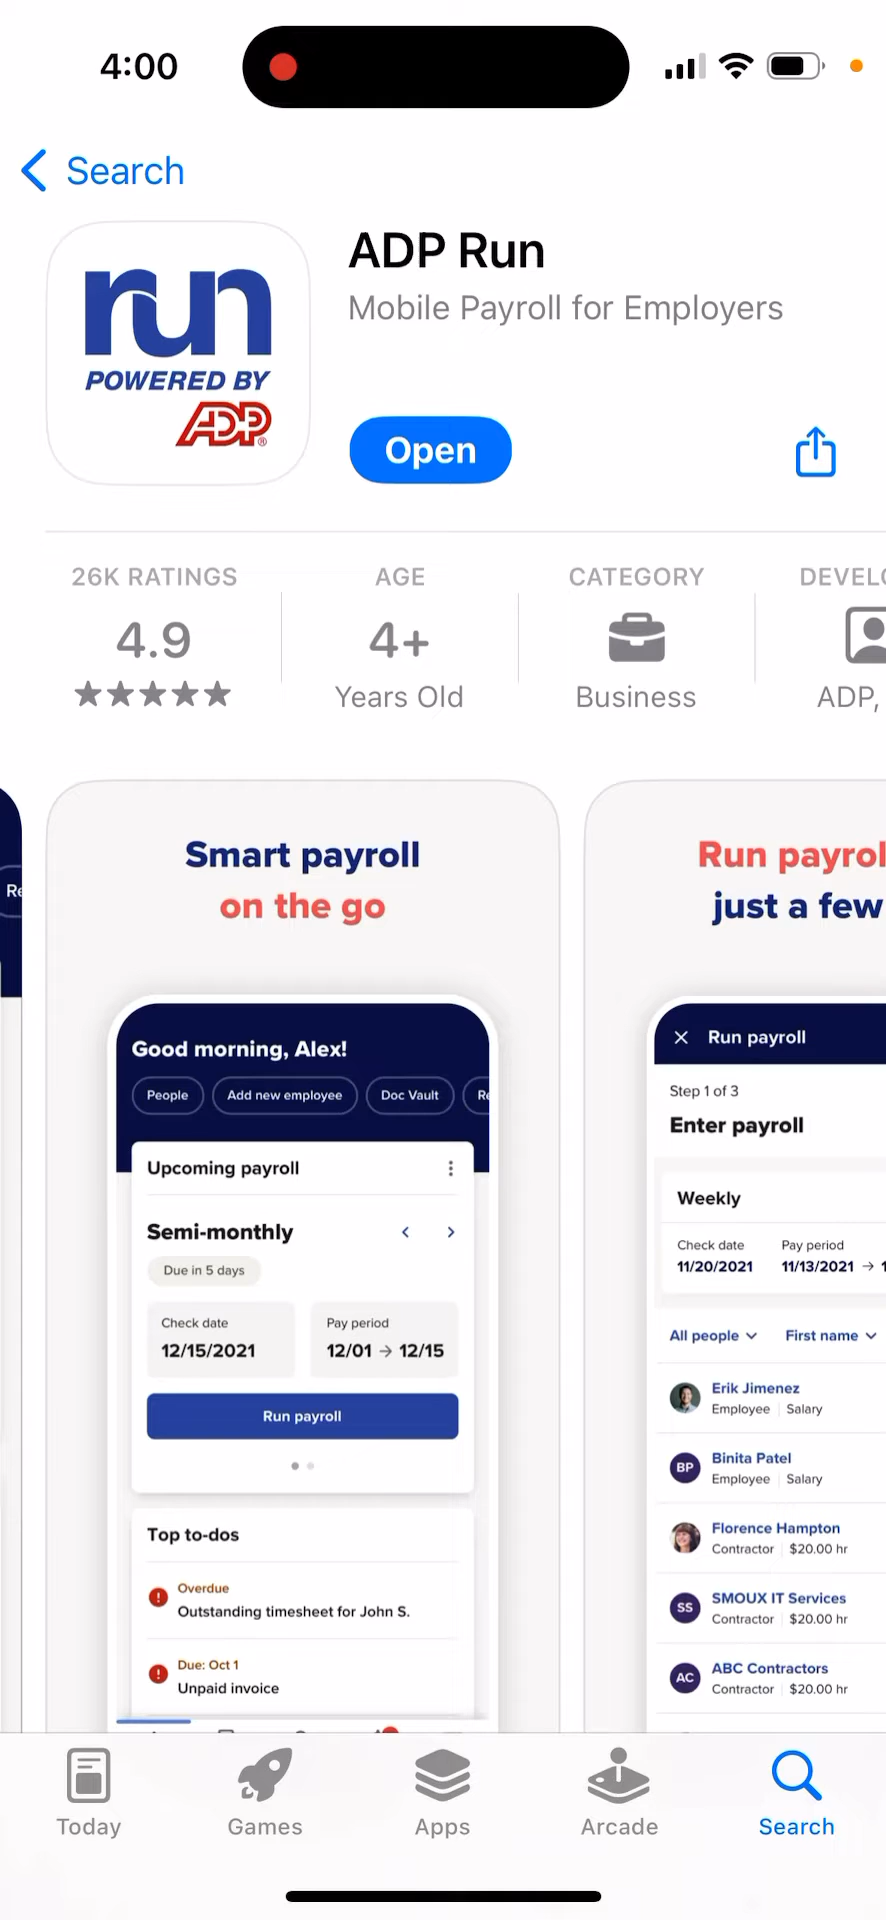 4:00
Search
run
POWERED BY
ADP
ADP Run
Mobile Payroll for Employers
Open
26K RATINGS
4.9
AGE
4+
Years Old
CATEGORY
Business
ADP,
Smart payroll
on the go
Good morning, Alex!
People
Add new employee
Doc Vault
Upcoming payroll
Semi-monthly
Due in 5 days
Check date
12/15/2021
Pay period
12/01 → 12/15
Run payroll
Top to-dos
Overdue
Outstanding timesheet for John S.
Due: Oct 1
Unpaid invoice
Run
just a few
Run payroll
Step 1 of 3
Enter payroll
Weekly
Check date
11/20/2021
Pay period
11/13/2021 →
All people
First name
Erik Jimenez
Employee Salary
BP
Binita Patel
Employee Salary
Florence Hampton
Contractor $20.00 hr
SS
SMOUX IT Services
Contractor $20.00 hr
AC
ABC Contractors
Contractor $20.00 hr
Today
Games
Apps
Arcade
Search